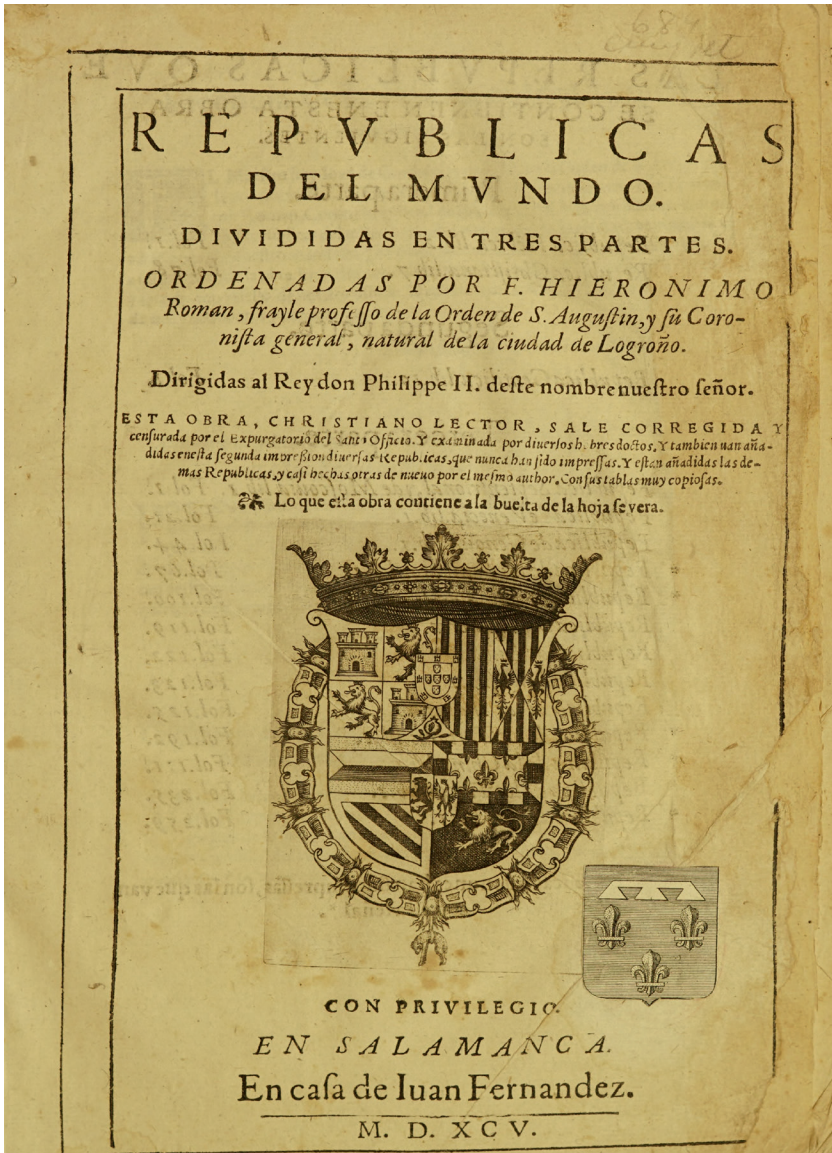 REPVBLICAS
DEL MVNDO.
DIVIDIDAS EN TRES PARTES.
ORDENADAS POR F. HIERONIMO
Roman, frayle professo de la Orden de S. Augustin, y su Coro-
nista general, natural de la ciudad de Logroño.
Dirigidas al Rey don Philippe II. deste nombre nuestro señor.
ESTA OBRA, CHRISTIANO LECTOR, SALE CORREGIDA Y
censurada por el Expurgatorio del Sancto Officio. Y examinada por diuersos hōbres doctos. Y tambien uan aña-
didas en esta segunda impreßion diuersas Republicas, que nunca han sido impressas. Y estan añadidas las de-
mas Republicas, y casi hechas otras de nueuo por el mesmo author. Con sus tablas muy copiosas.
Lo que esta obra contiene a la buelta de la hoja se vera.
CON PRIVILEGIO.
EN SALAMANCA.
En casa de Iuan Fernandez.
M. D. XCV.